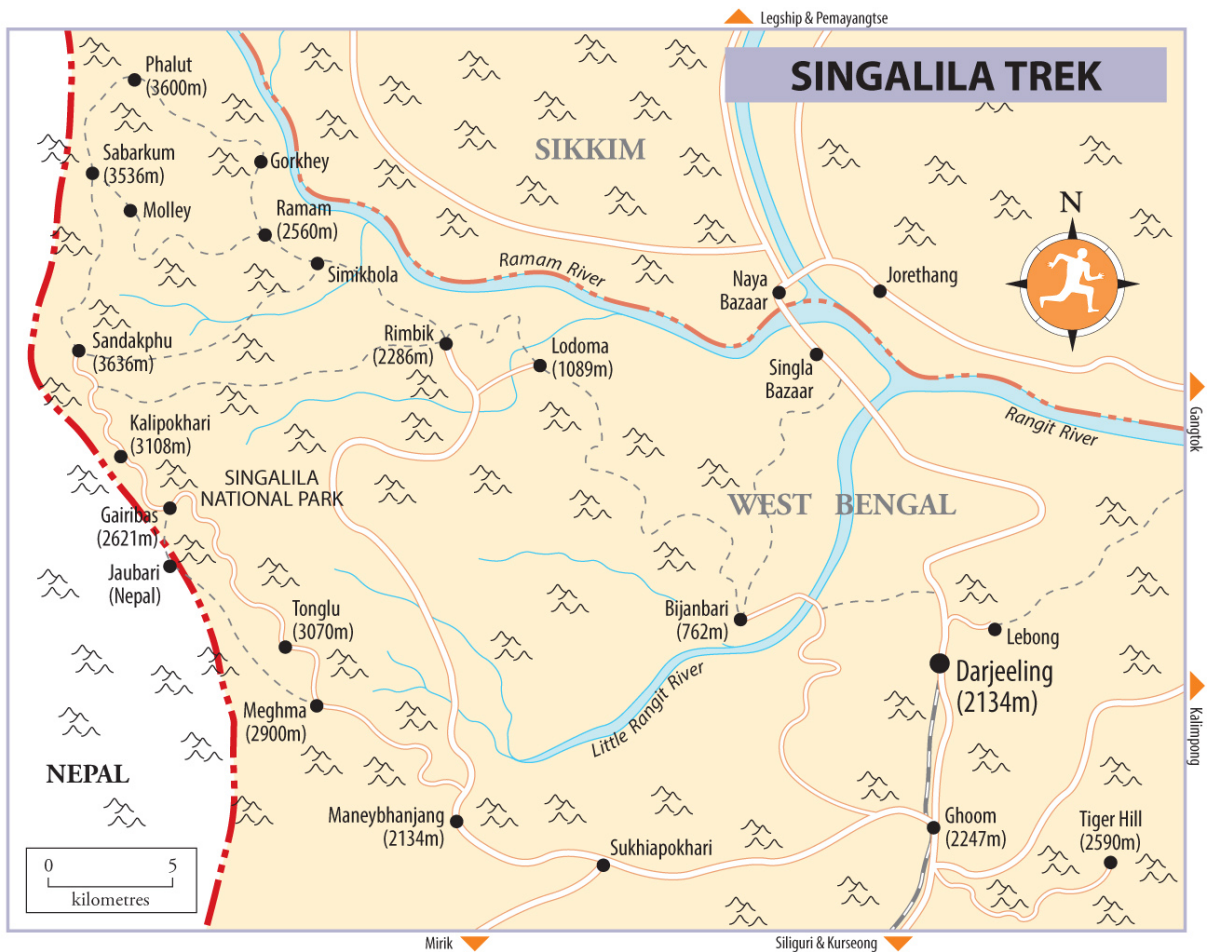 Legship & Pemayangtse
SINGALILA TREK
Phalut
(3600m)
SIKKIM
Sabarkum
(3536m)
Gorkhey
Molley
Ramam
(2560m)
N
Simikhola
Ramam River
Naya
Bazaar
Jorethang
Sandakphu
(3636m)
Rimbik
(2286m)
Lodoma
(1089m)
Singla
Bazaar
Rangit River
Gangtok
Kalipokhari
(3108m)
SINGALILA
NATIONAL PARK
WEST BENGAL
Gairibas
(2621m)
Jaubari
(Nepal)
Tonglu
(3070m)
Bijanbari
(762m)
Lebong
Darjeeling
(2134m)
Little Rangit River
Meghma
(2900m)
Kalimpong
NEPAL
Maneybhanjang
(2134m)
Ghoom
(2247m)
Tiger Hill
(2590m)
Sukhiapokhari
0 5
kilometres
Mirik
Siliguri & Kurseong